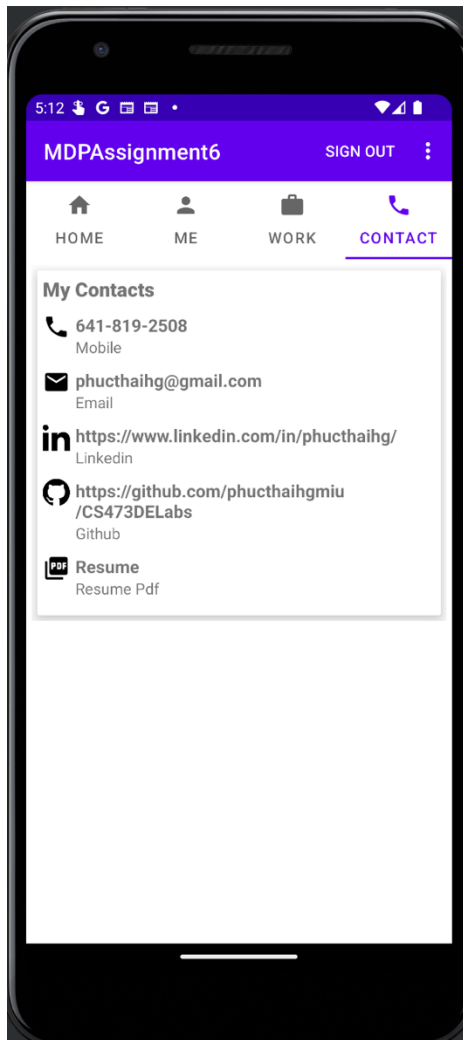 5:12 G
MDPAssignment6 SIGN OUT
HOME ME WORK CONTACT
My Contacts
641-819-2508
Mobile
phucthaihg@gmail.com
Email
in https://www.linkedin.com/in/phucthaihg/
Linkedin
https://github.com/phucthaihgmiu
/CS473DELabs
Github
PDF Resume
Resume Pdf